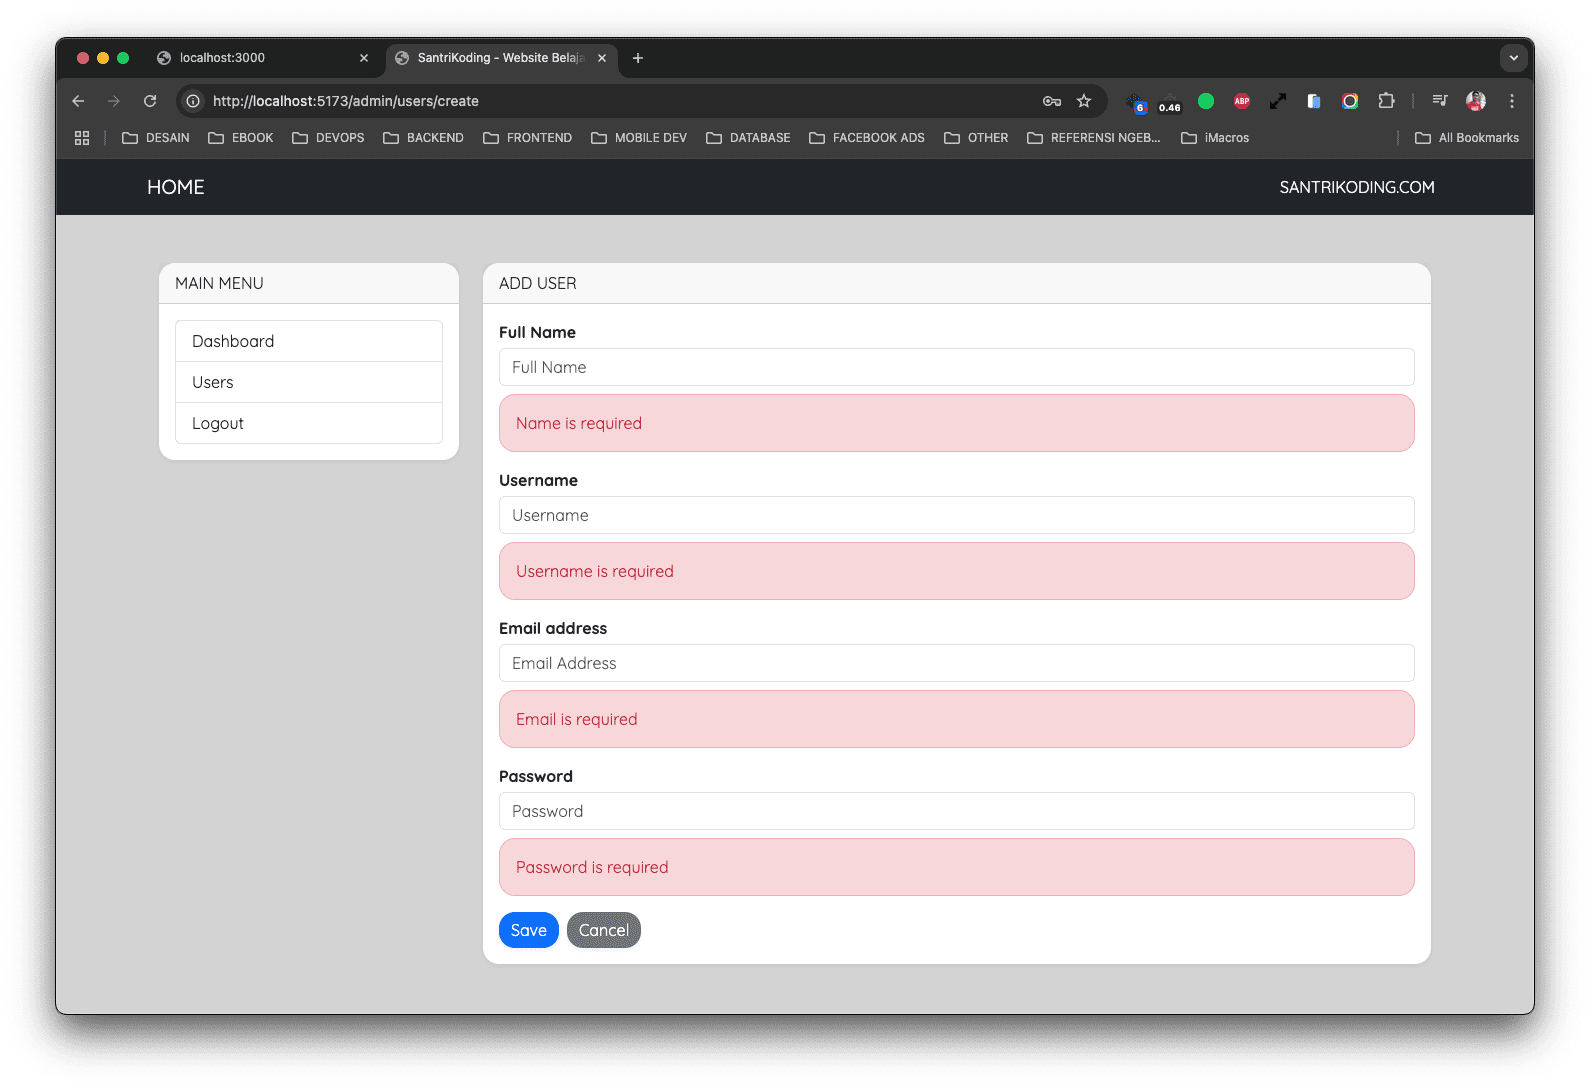 localhost:3000
SantriKoding - Website Belaja
http://localhost:5173/admin/users/create
6
0.46
ABP
DESAIN EBOOK DEVOPS BACKEND FRONTEND MOBILE DEV DATABASE FACEBOOK ADS OTHER REFERENSI NGEB... iMacros All Bookmarks
HOME SANTRIKODING.COM
MAIN MENU
Dashboard
Users
Logout
ADD USER
Full Name
Full Name
Name is required
Username
Username
Username is required
Email address
Email Address
Email is required
Password
Password
Password is required
Save Cancel